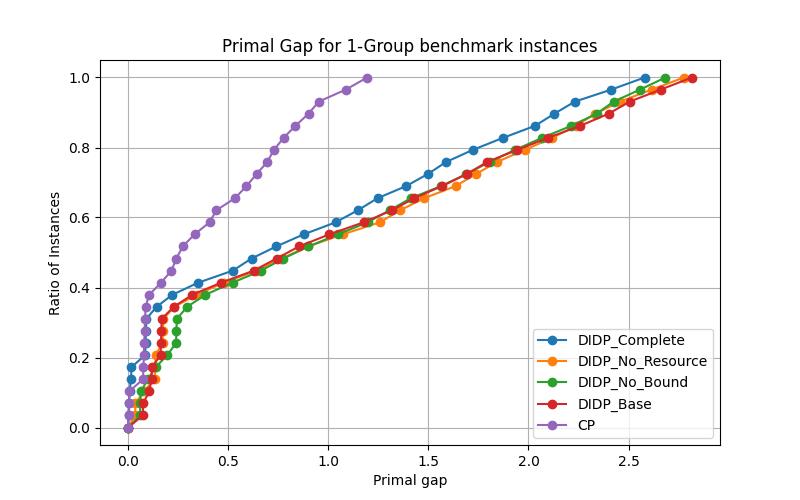 Primal Gap for 1-Group benchmark instances
Ratio of Instances
1.0
0.8
0.6
0.4
0.2
0.0
0.0 0.5 1.0 1.5 2.0 2.5
Primal gap
DIDP_Complete
DIDP_No_Resource
DIDP_No_Bound
DIDP_Base
CP